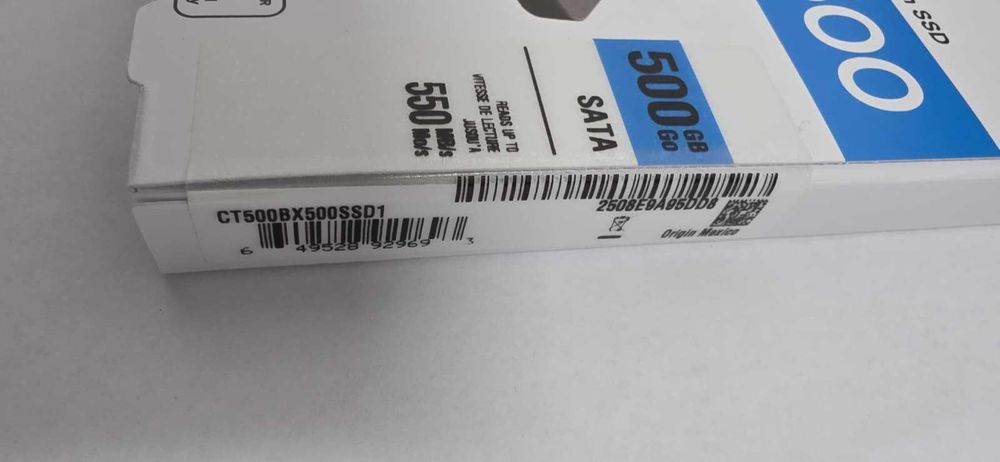 500
GB
Go
SATA
READS UP TO
VITESSE DE LECTURE
JUSQU'A
550
MB/s
Mo/s
SSD
CT500BX500SSD1
6 49528 92969 3
2508E9A95DD8
Origin Mexico